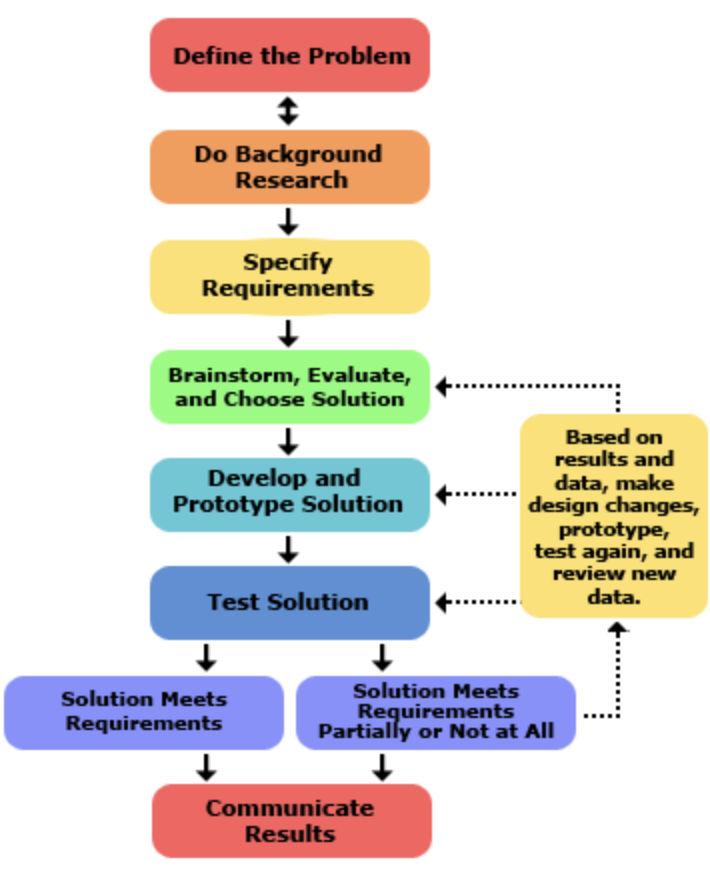 Define the Problem
Do Background
Research
Specify
Requirements
Brainstorm, Evaluate,
and Choose Solution
Develop and
Prototype Solution
Based on
results and
data, make
design changes,
prototype,
test again, and
review new
data.
Test Solution
Solution Meets
Requirements
Solution Meets
Requirements
Partially or Not at All
Communicate
Results